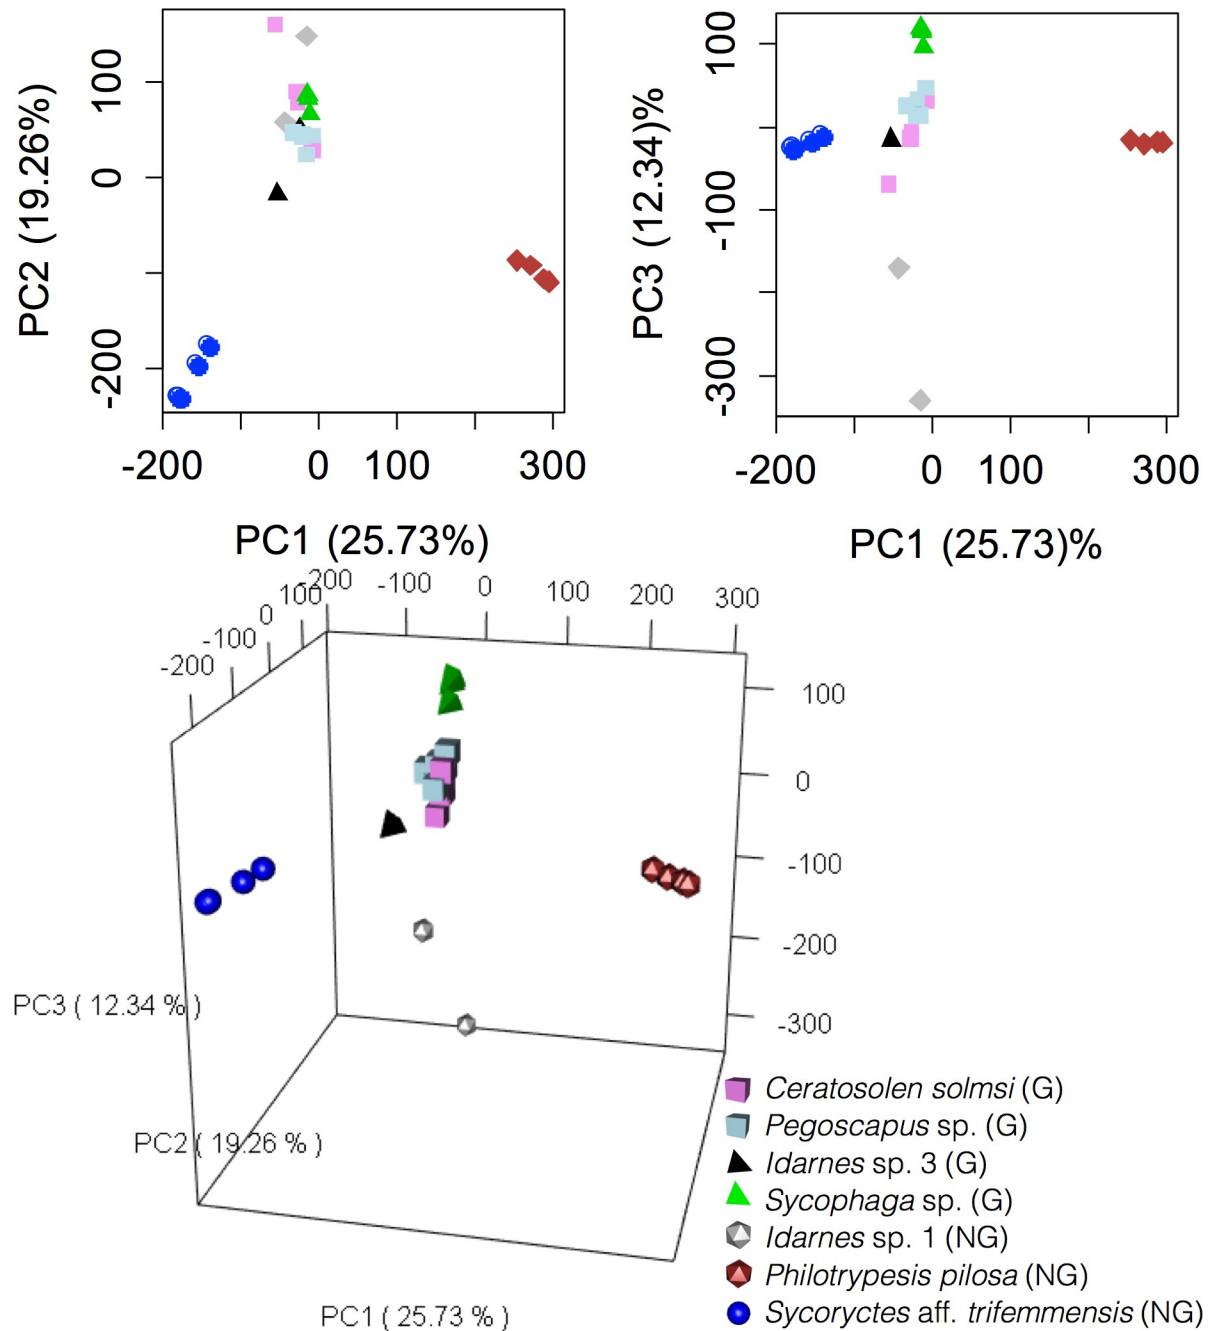 100
0
-200
PC2 (19.26%)
-200 0 100 300
PC1 (25.73%)
100
-100
-300
PC3 (12.34)%
-200 0 100 300
PC1 (25.73)%
-200 -100 0 100 200 300
100
0
-100
-200
100
0
-100
-200
-300
PC3 ( 12.34 % )
PC2 ( 19.26 % )
PC1 ( 25.73 % )
Ceratosolen solmsi (G)
Pegoscapus sp. (G)
Idarnes sp. 3 (G)
Sycophaga sp. (G)
Idarnes sp. 1 (NG)
Philotrypesis pilosa (NG)
Sycoryctes aff. trifemmensis (NG)